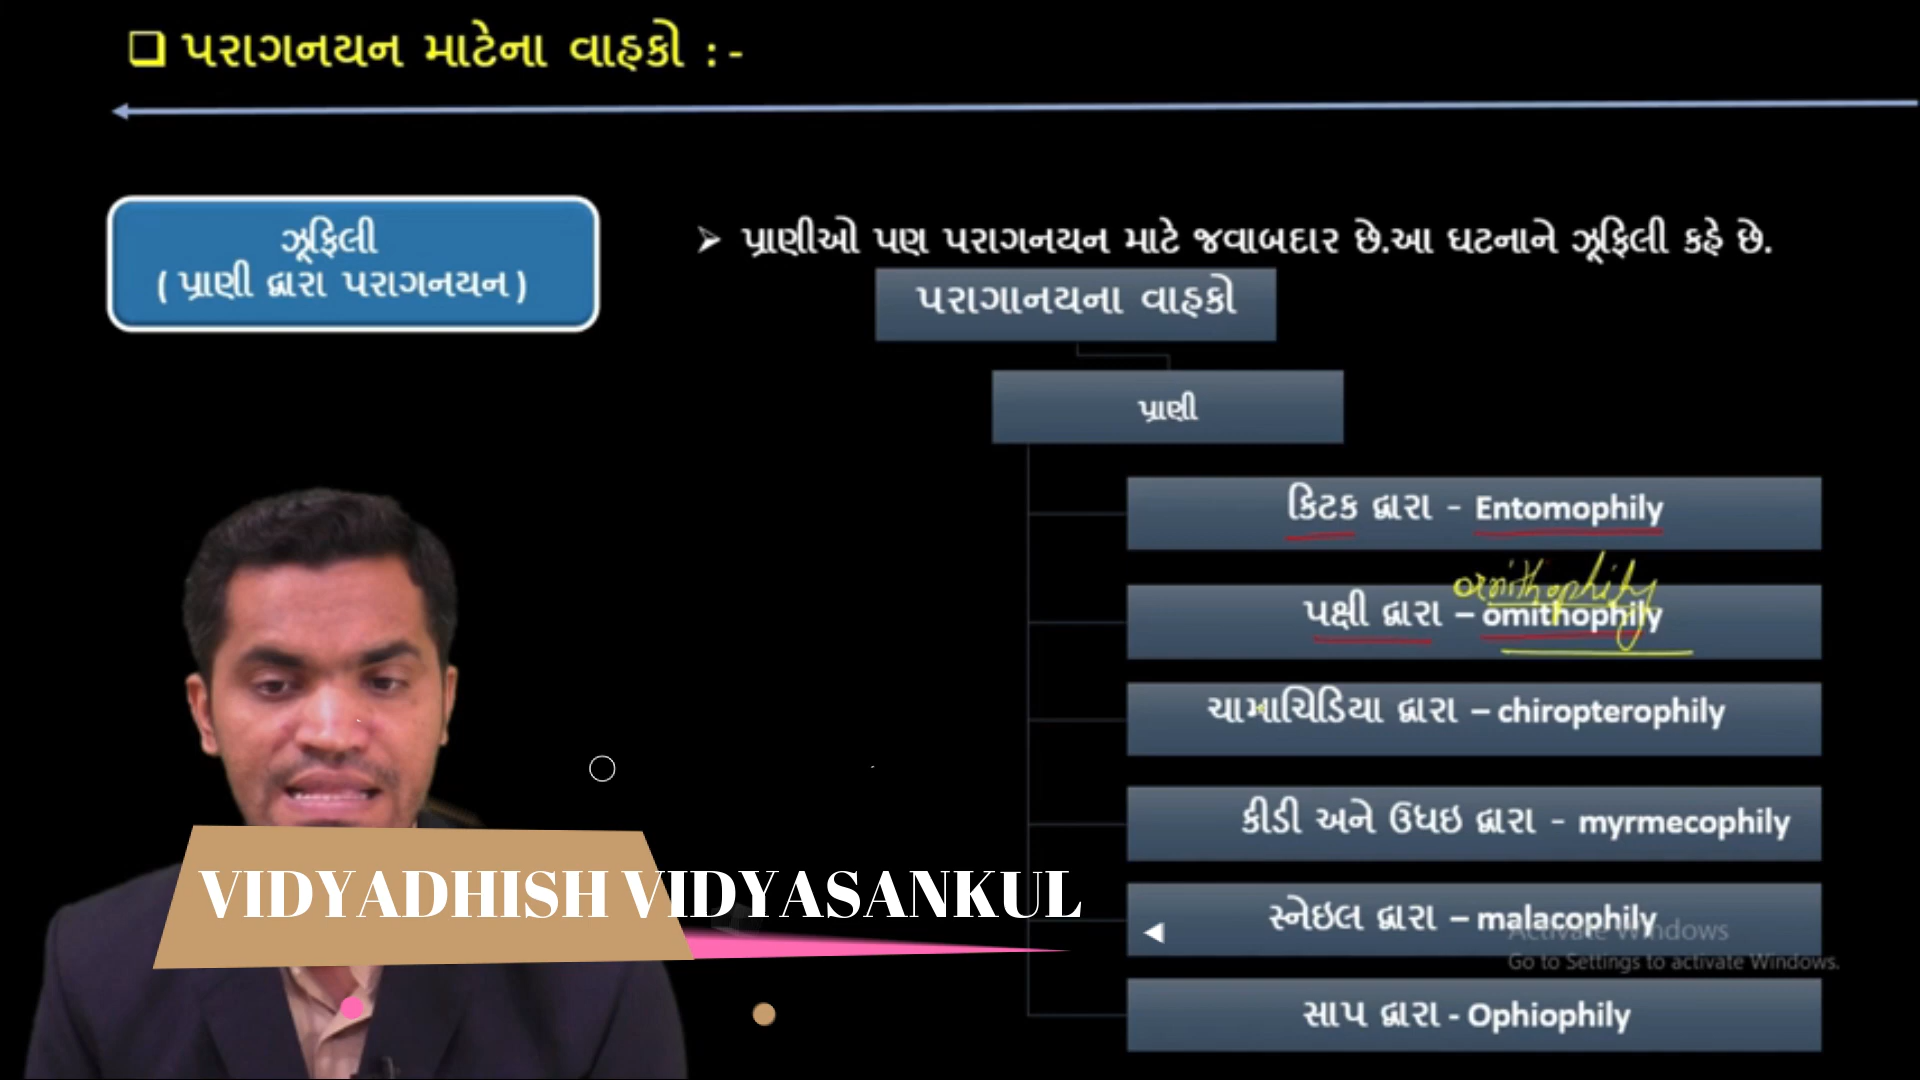 ❑ પરાગનયન માટેના વાહકો : -
ઝૂફિલી
( પ્રાણી દ્વારા પરાગનયન )
➢ પ્રાણીઓ પણ પરાગનયન માટે જવાબદાર છે.આ ઘટનાને ઝૂફિલી કહે છે.
પરાગાનયના વાહકો
પ્રાણી
કિટક દ્વારા - Entomophily
ornithophily
પક્ષી દ્વારા – omithophily
ચામાચિડિયા દ્વારા – chiropterophily
કીડી અને ઉધઇ દ્વારા - myrmecophily
VIDYADHISH VIDYASANKUL
સ્નેઇલ દ્વારા – malacophily
Activate Windows
Go to Settings to activate Windows.
સાપ દ્વારા - Ophiophily